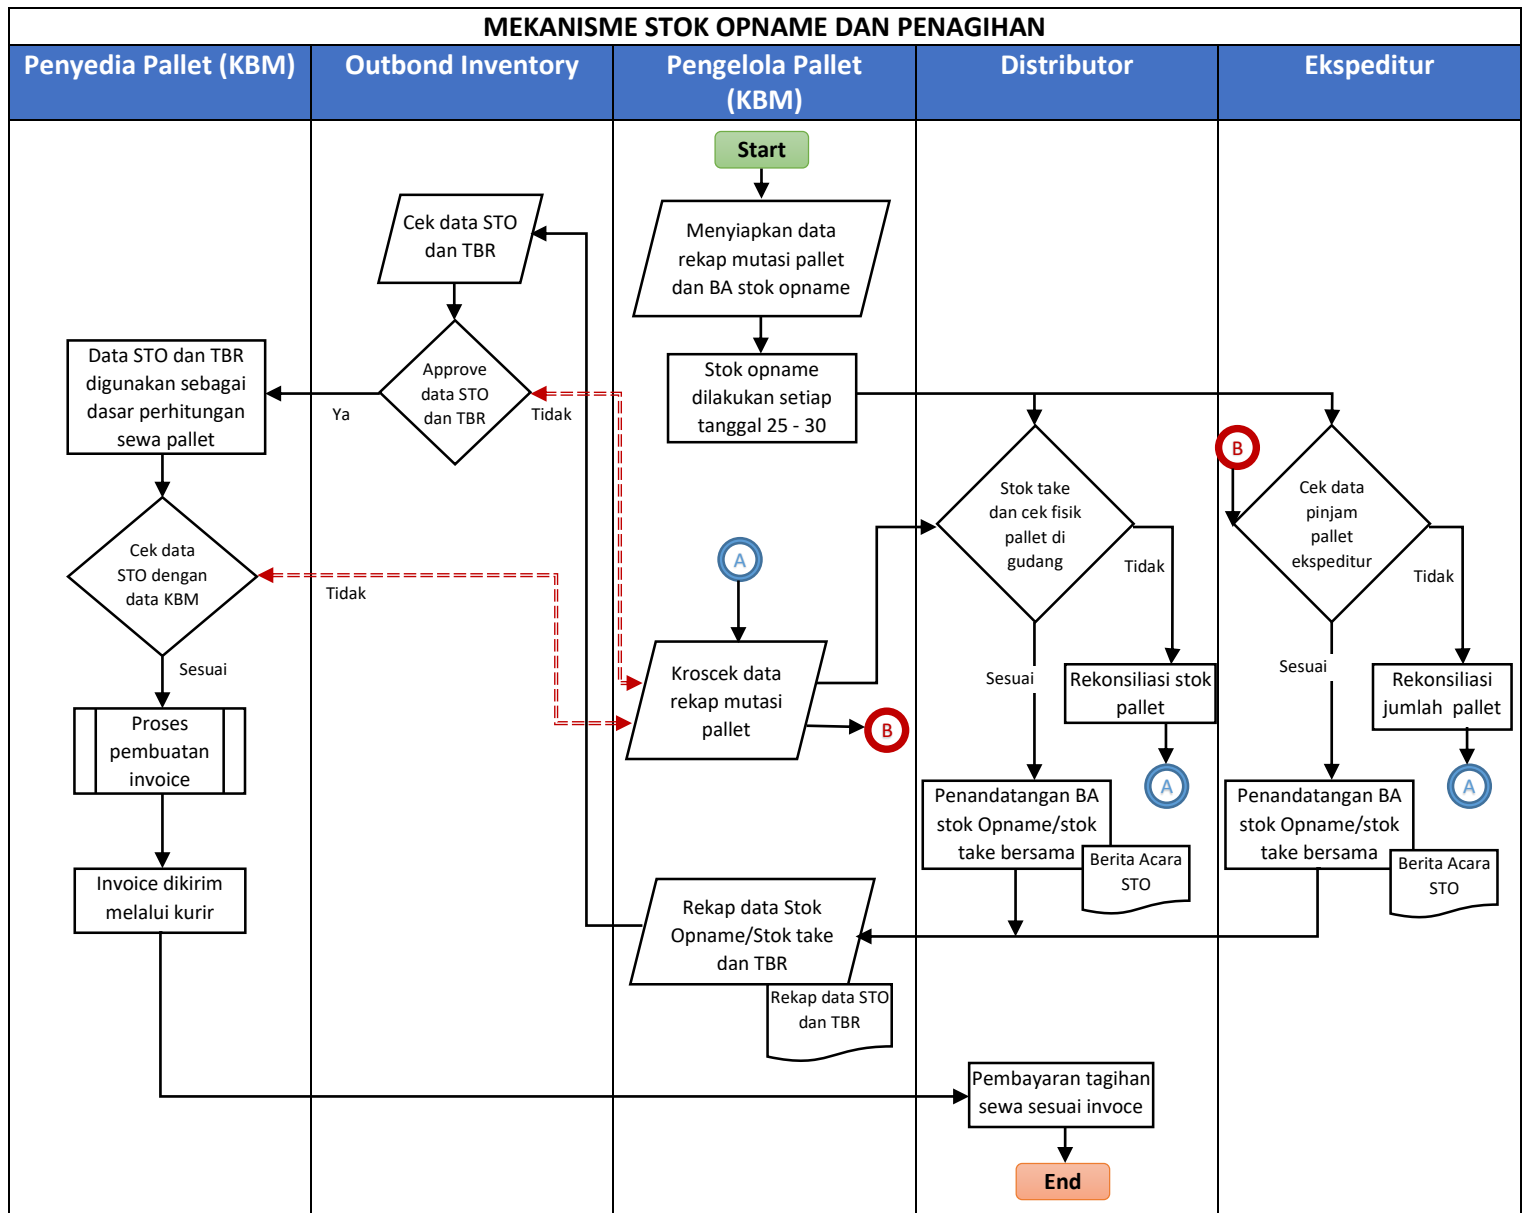 MEKANISME STOK OPNAME DAN PENAGIHAN
Penyedia Pallet (KBM)
Outbond Inventory
Pengelola Pallet
(KBM)
Distributor
Ekspeditur
Start
Menyiapkan data
rekap mutasi pallet
dan BA stok opname
Stok opname
dilakukan setiap
tanggal 25 - 30
Cek data STO
dan TBR
Approve
data STO
dan TBR
Ya
Tidak
Data STO dan TBR
digunakan sebagai
dasar perhitungan
sewa pallet
Cek data
STO dengan
data KBM
Tidak
Sesuai
Proses
pembuatan
invoice
Invoice dikirim
melalui kurir
A
Kroscek data
rekap mutasi
pallet
B
Stok take
dan cek fisik
pallet di
gudang
Tidak
Sesuai
Rekonsiliasi stok
pallet
A
Penandatangan BA
stok Opname/stok
take bersama
Berita Acara
STO
B
Cek data
pinjam
pallet
ekspeditur
Tidak
Sesuai
Rekonsiliasi
jumlah pallet
A
Penandatangan BA
stok Opname/stok
take bersama
Berita Acara
STO
Rekap data Stok
Opname/Stok take
dan TBR
Rekap data STO
dan TBR
Pembayaran tagihan
sewa sesuai invoce
End